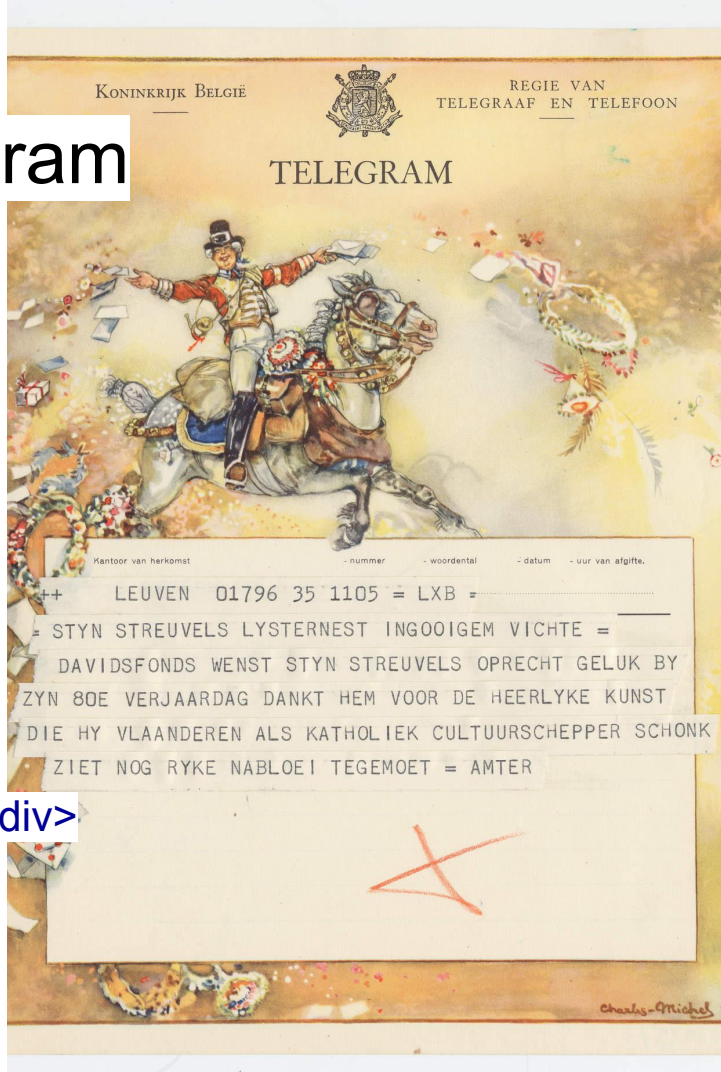 KONINKRIJK BELGIË
REGIE VAN
TELEGRAAF EN TELEFOON
ram
TELEGRAM
Kantoor van herkomst - nummer - woordental - datum - uur van afgifte.
++ LEUVEN 01796 35 1105 = LXB =
= STYN STREUVELS LYSTERNEST INGOOIGEM VICHTE =
DAVIDSFONDS WENST STYN STREUVELS OPRECHT GELUK BY
ZYN 80E VERJAARDAG DANKT HEM VOOR DE HEERLYKE KUNST
DIE HY VLAANDEREN ALS KATHOLIEK CULTUURSCHEPPER SCHONK
ZIET NOG RYKE NABLOEI TEGEMOET = AMTER
div>
Charles-Michel